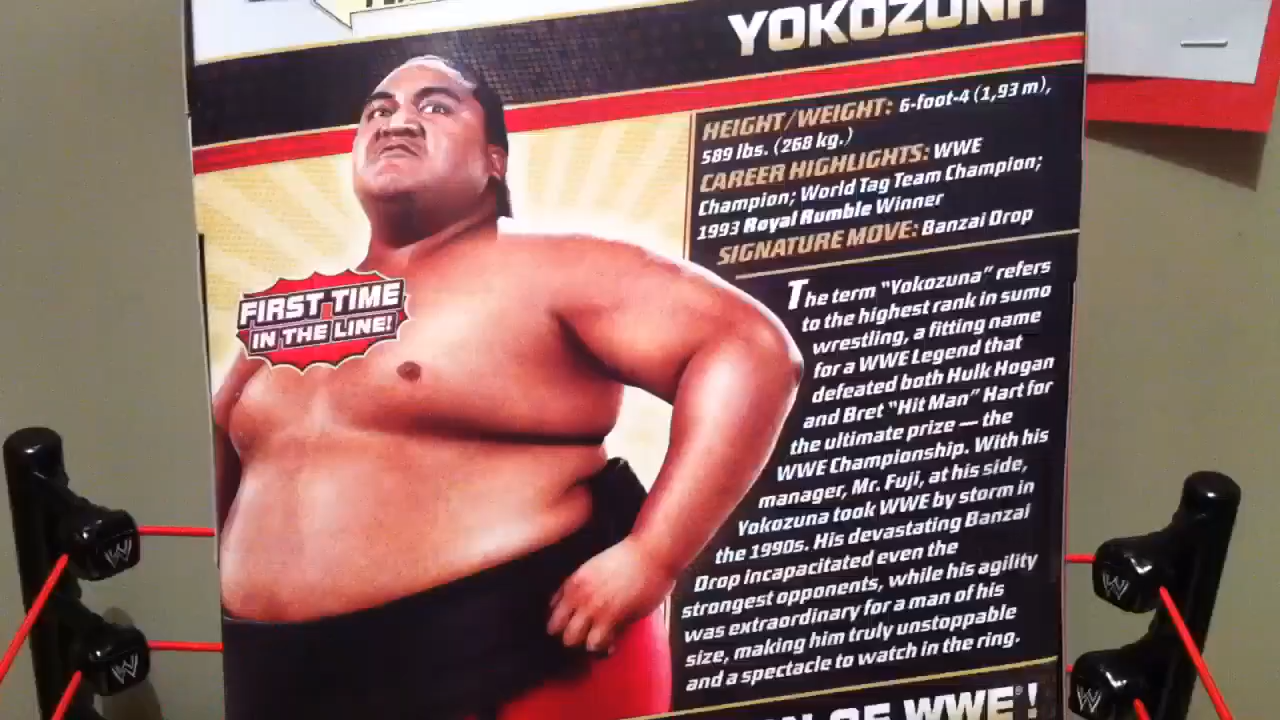 YOKOZUNA
HEIGHT/WEIGHT: 6-foot-4 (1,93 m),
589 lbs. (268 kg.)
CAREER HIGHLIGHTS: WWE
Champion; World Tag Team Champion;
1993 Royal Rumble Winner
SIGNATURE MOVE: Banzai Drop
FIRST TIME
IN THE LINE!
The term "Yokozuna" refers
to the highest rank in sumo
wrestling, a fitting name
for a WWE Legend that
defeated both Hulk Hogan
and Bret "Hit Man" Hart for
the ultimate prize — the
WWE Championship. With his
manager, Mr. Fuji, at his side,
Yokozuna took WWE by storm in
the 1990s. His devastating Banzai
Drop incapacitated even the
strongest opponents, while his agility
was extraordinary for a man of his
size, making him truly unstoppable
and a spectacle to watch in the ring.
OF WWE®!
W
W
W
W